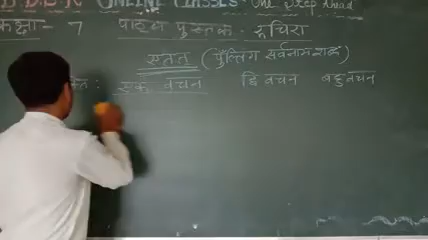 ONLINE CLASSES - One Step Ahead
कक्षा - 7 पाठ्य पुस्तक - रूचिरा
एतत् (पुँल्लिंग सर्वनाम शब्द)
एक वचन द्वि वचन बहुवचन